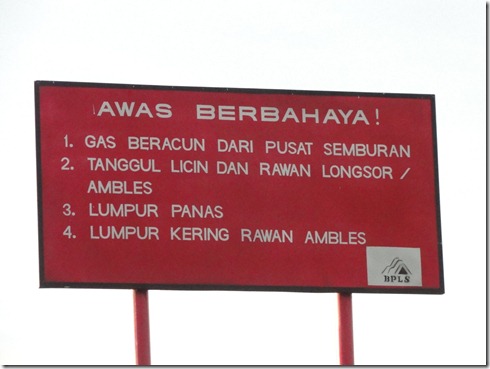 AWAS BERBAHAYA!
1. GAS BERACUN DARI PUSAT SEMBURAN
2. TANGGUL LICIN DAN RAWAN LONGSOR /
AMBLES
3. LUMPUR PANAS
4. LUMPUR KERING RAWAN AMBLES
BPLS